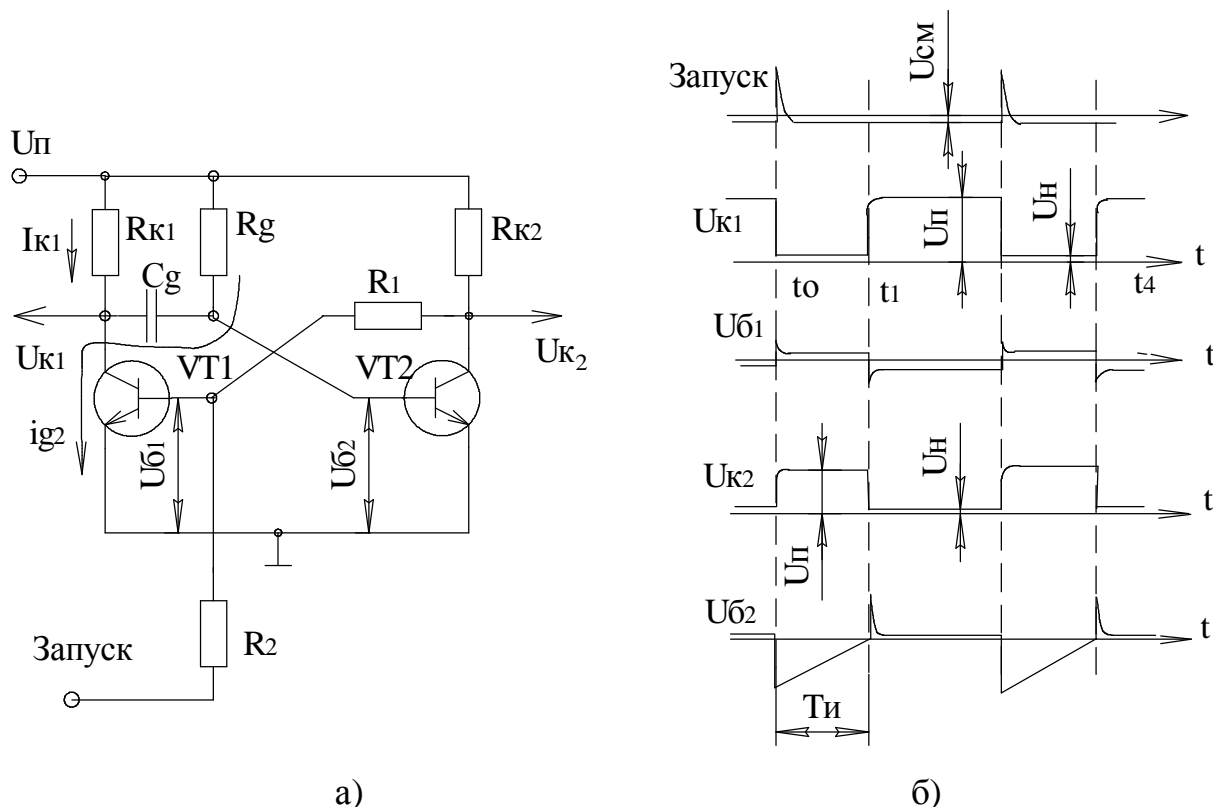 Uп
Iк1
Rк1
Rg
Rк2
Cg
R1
Uк1
VT1
VT2
Uк2
ig2
Uб1
Uб2
R2
Запуск
а)
Запуск
Uсм
Uк1
Uп
Uн
t
to
t1
t4
Uб1
t
Uк2
Uн
t
Uп
Uб2
t
Tи
б)